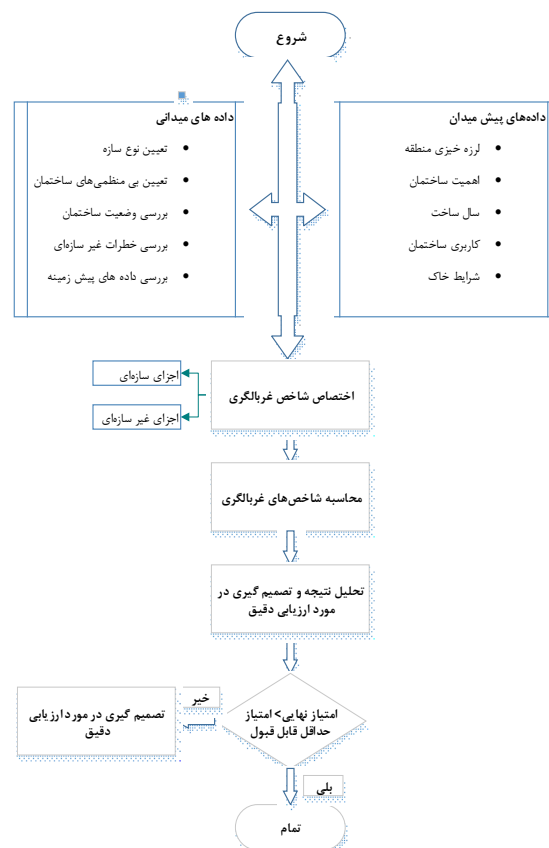 شروع
داده‌های پیش میدان
• لرزه خیزی منطقه
• اهمیت ساختمان
• سال ساخت
• کاربری ساختمان
• شرایط خاک
داده های میدانی
• تعیین نوع سازه
• تعیین بی منظمی‌های ساختمان
• بررسی وضعیت ساختمان
• بررسی خطرات غیر سازه‌ای
• بررسی داده های پیش زمینه
اختصاص شاخص غربالگری
اجزای سازه‌ای
اجزای غیر سازه‌ای
محاسبه شاخص‌های غربالگری
تحلیل نتیجه و تصمیم گیری در
مورد ارزیابی دقیق
امتیاز نهایی> امتیاز
حداقل قابل قبول
خیر
تصمیم گیری در مورد ارزیابی
دقیق
بلی
تمام